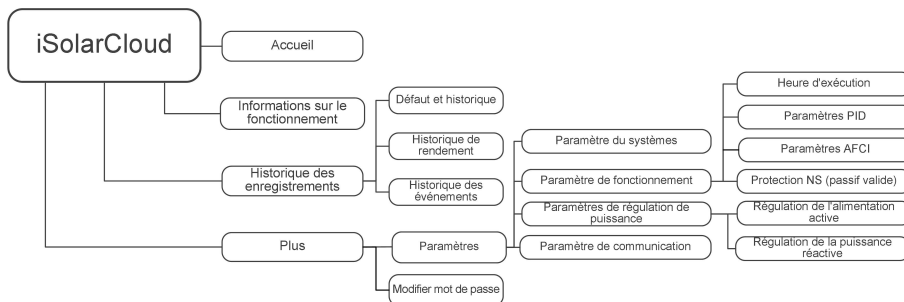 iSolarCloud
Accueil
Informations sur le
fonctionnement
Historique des
enregistrements
Plus
Défaut et historique
Historique de
rendement
Historique des
événements
Paramètres
Modifier mot de passe
Paramètre du systèmes
Paramètre de fonctionnement
Paramètres de régulation de
puissance
Paramètre de communication
Heure d'exécution
Paramètres PID
Paramètres AFCI
Protection NS (passif valide)
Régulation de l'alimentation
active
Régulation de la puissance
réactive